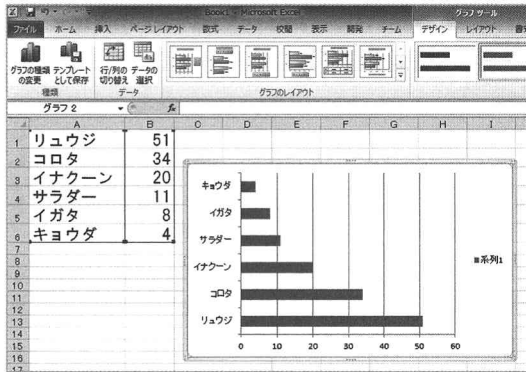 Book1 - Microsoft Excel
グラフ ツール
ファイル ホーム 挿入 ページ レイアウト 数式 データ 校閲 表示 開発 チーム デザイン レイアウト
グラフの種類の変更 テンプレートとして保存 行/列の切り替え データの選択
種類 データ グラフのレイアウト
グラフ 2 fx
A B C D E F G H I
1 リュウジ 51
2 コロタ 34
3 イナクーン 20
4 サラダー 11
5 イガタ 8
6 キョウダ 4
7
8
9
10
11
12
13
14
15
16
17
キョウダ
イガタ
サラダー
イナクーン
コロタ
リュウジ
0 10 20 30 40 50 60
系列1